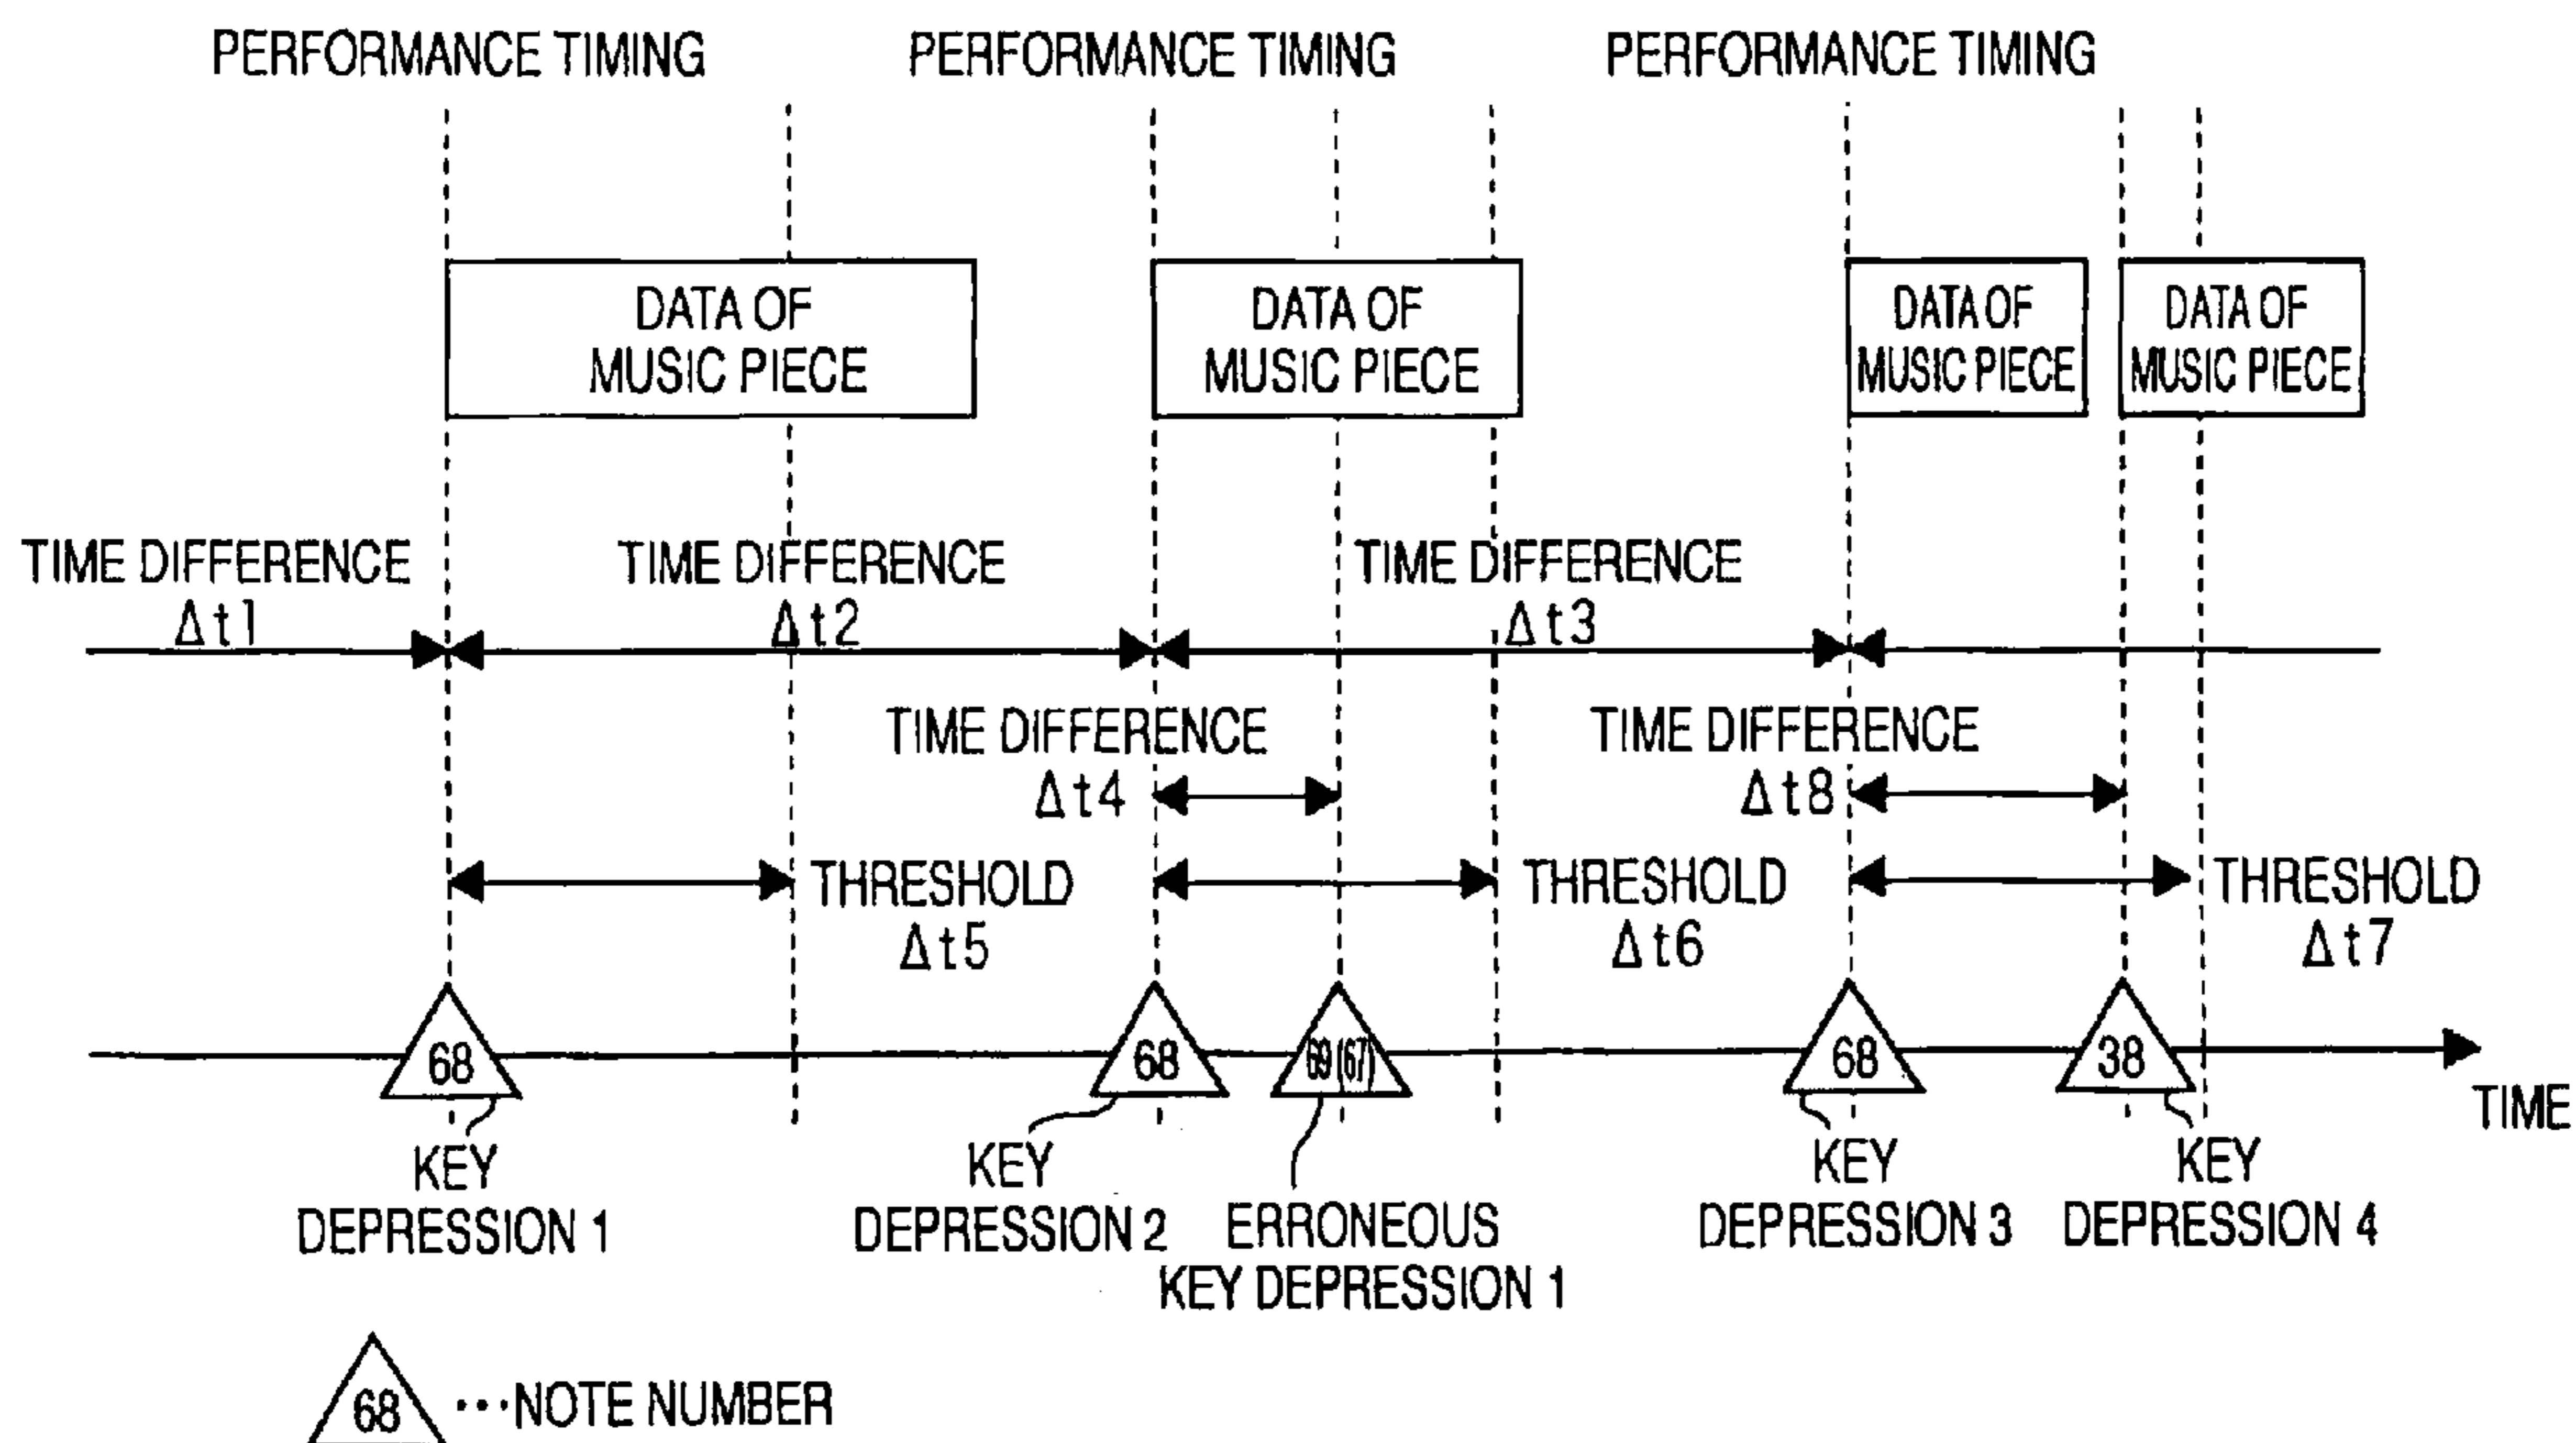 PERFORMANCE TIMING
PERFORMANCE TIMING
PERFORMANCE TIMING
DATA OF
MUSIC PIECE
DATA OF
MUSIC PIECE
DATA OF
MUSIC PIECE
DATA OF
MUSIC PIECE
TIME DIFFERENCE
Δt1
TIME DIFFERENCE
Δt2
TIME DIFFERENCE
Δt3
TIME DIFFERENCE
Δt4
TIME DIFFERENCE
Δt8
THRESHOLD
Δt5
THRESHOLD
Δt6
THRESHOLD
Δt7
68
68
69(67)
68
38
TIME
KEY
DEPRESSION 1
KEY
DEPRESSION 2
ERRONEOUS
KEY DEPRESSION 1
KEY
DEPRESSION 3
KEY
DEPRESSION 4
68 ···NOTE NUMBER